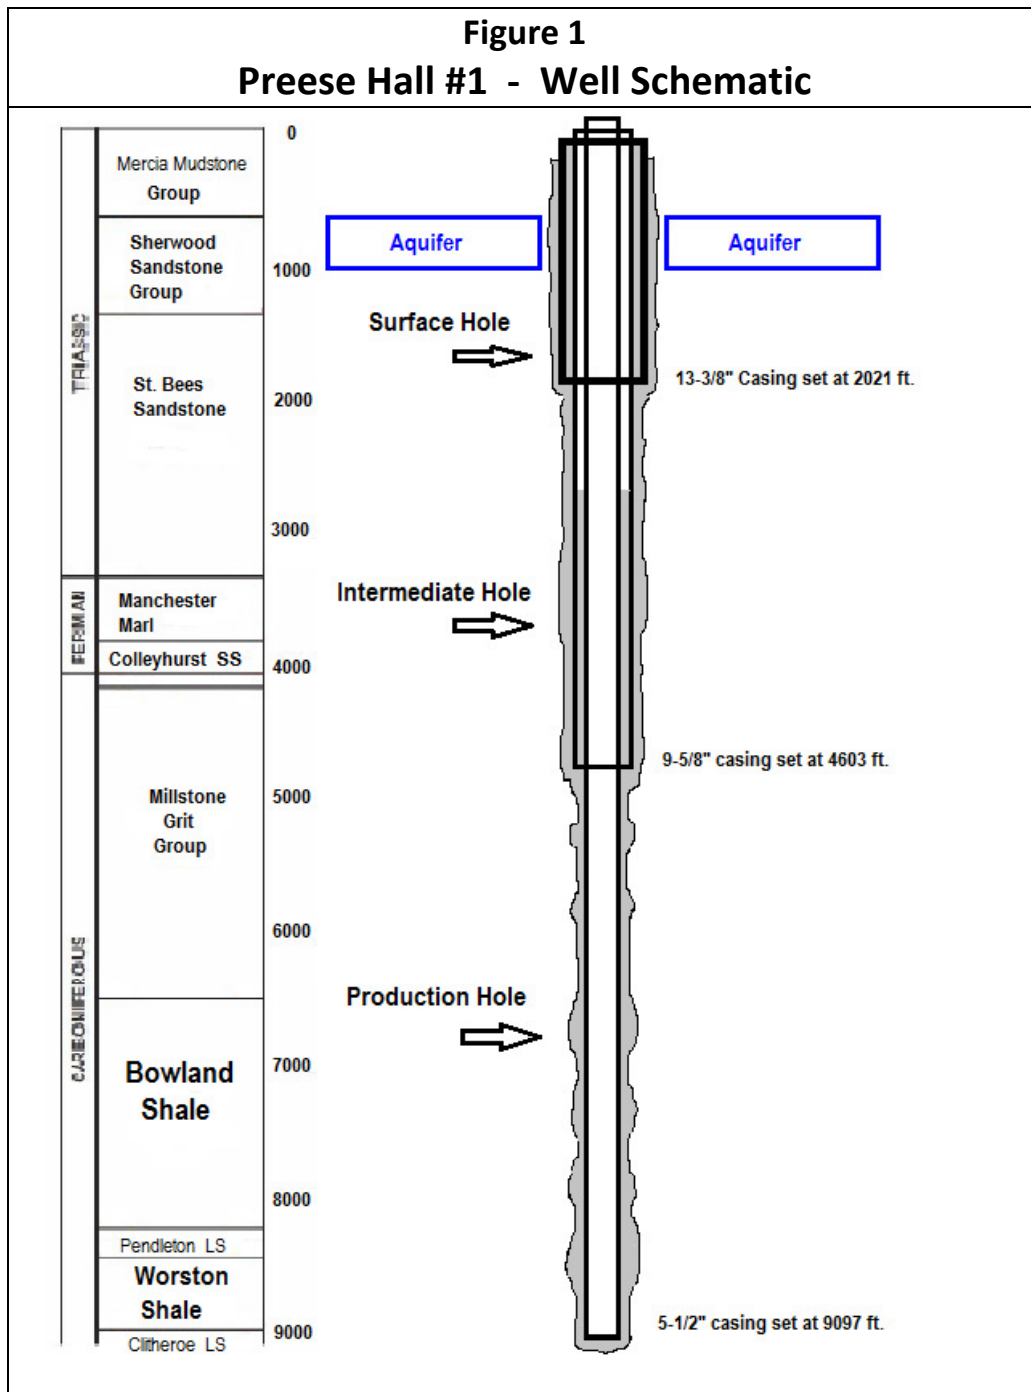 Figure 1
Preese Hall #1 - Well Schematic
TRIASSIC
PERMIAN
CARBONIFEROUS
Mercia Mudstone
Group
Sherwood
Sandstone
Group
St. Bees
Sandstone
Manchester
Marl
Colleyhurst SS
Millstone
Grit
Group
Bowland
Shale
Pendleton LS
Worston
Shale
Clitheroe LS
0
1000
2000
3000
4000
5000
6000
7000
8000
9000
Aquifer
Aquifer
Surface Hole
13-3/8" Casing set at 2021 ft.
Intermediate Hole
9-5/8" casing set at 4603 ft.
Production Hole
5-1/2" casing set at 9097 ft.